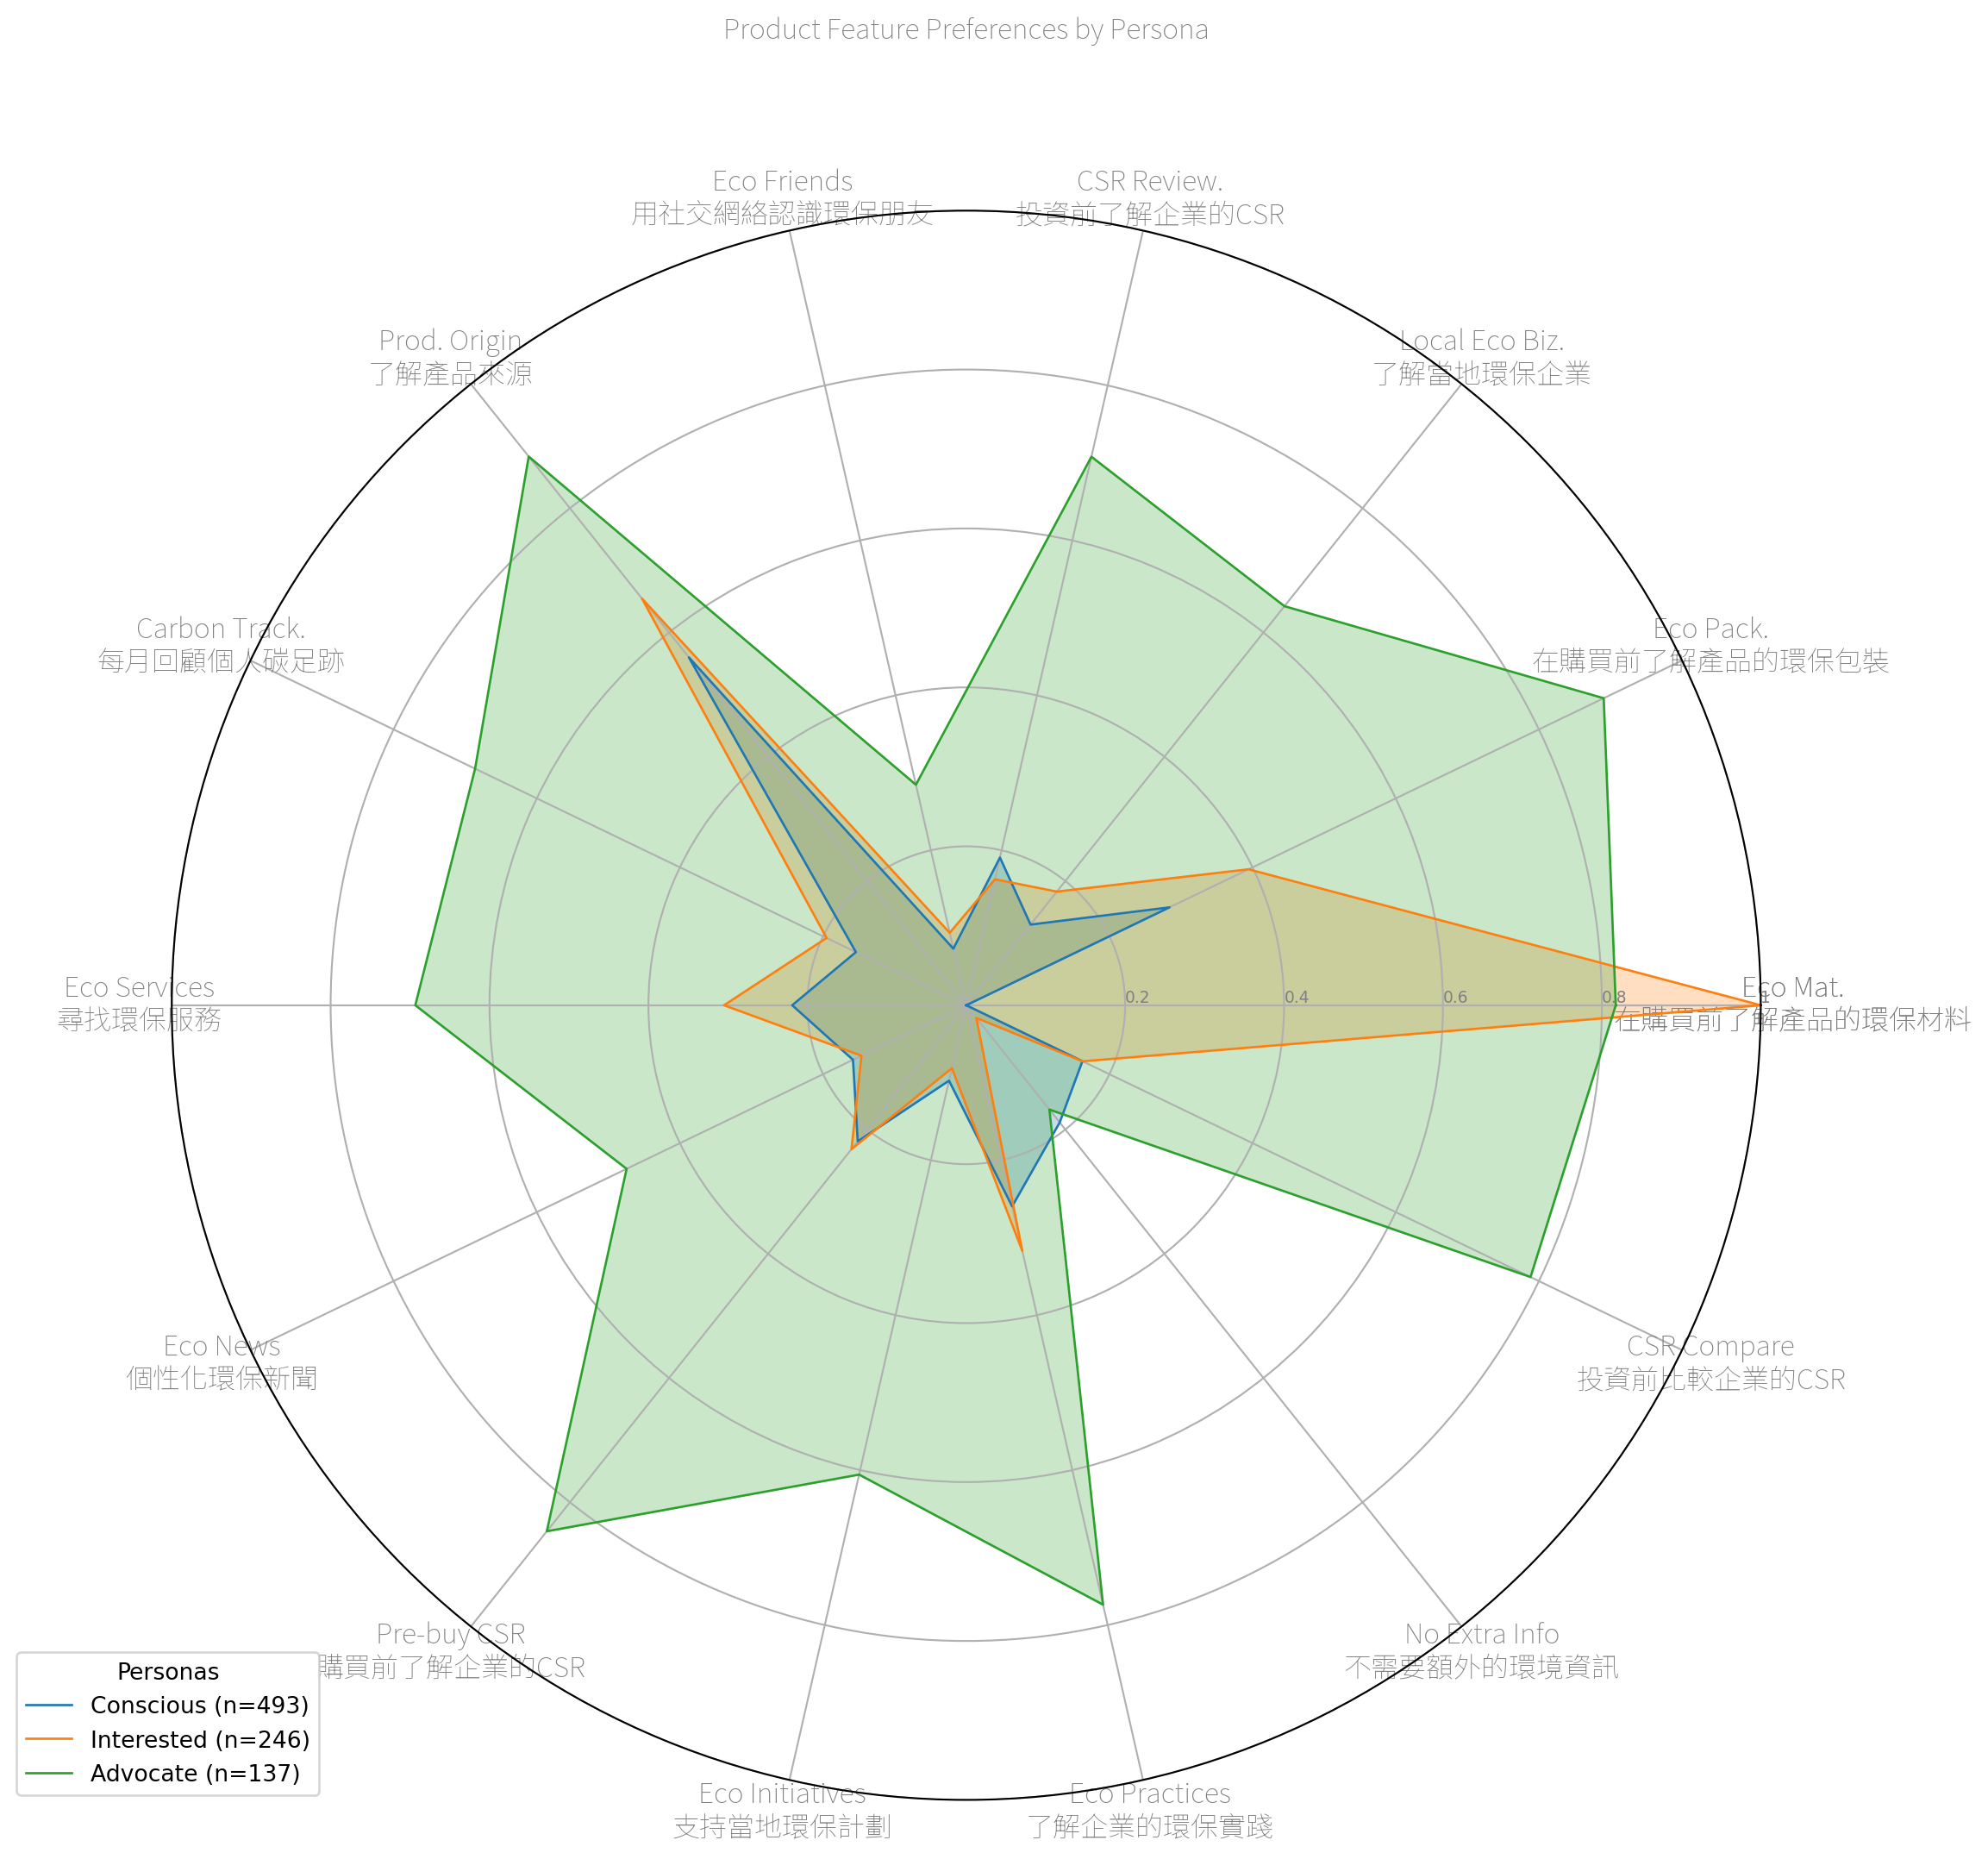 Product Feature Preferences by Persona
Eco Friends
用社交網絡認識環保朋友
CSR Review.
投資前了解企業的CSR
Prod. Origin
了解產品來源
Local Eco Biz.
了解當地環保企業
Carbon Track.
每月回顧個人碳足跡
Eco Pack.
在購買前了解產品的環保包裝
Eco Services
尋找環保服務
0.2
0.4
0.6
0.8
1
Eco Mat.
在購買前了解產品的環保材料
Eco News
個性化環保新聞
CSR Compare
投資前比較企業的CSR
Pre-buy CSR
購買前了解企業的CSR
No Extra Info
不需要額外的環境資訊
Eco Initiatives
支持當地環保計劃
Eco Practices
了解企業的環保實踐
Personas
Conscious (n=493)
Interested (n=246)
Advocate (n=137)